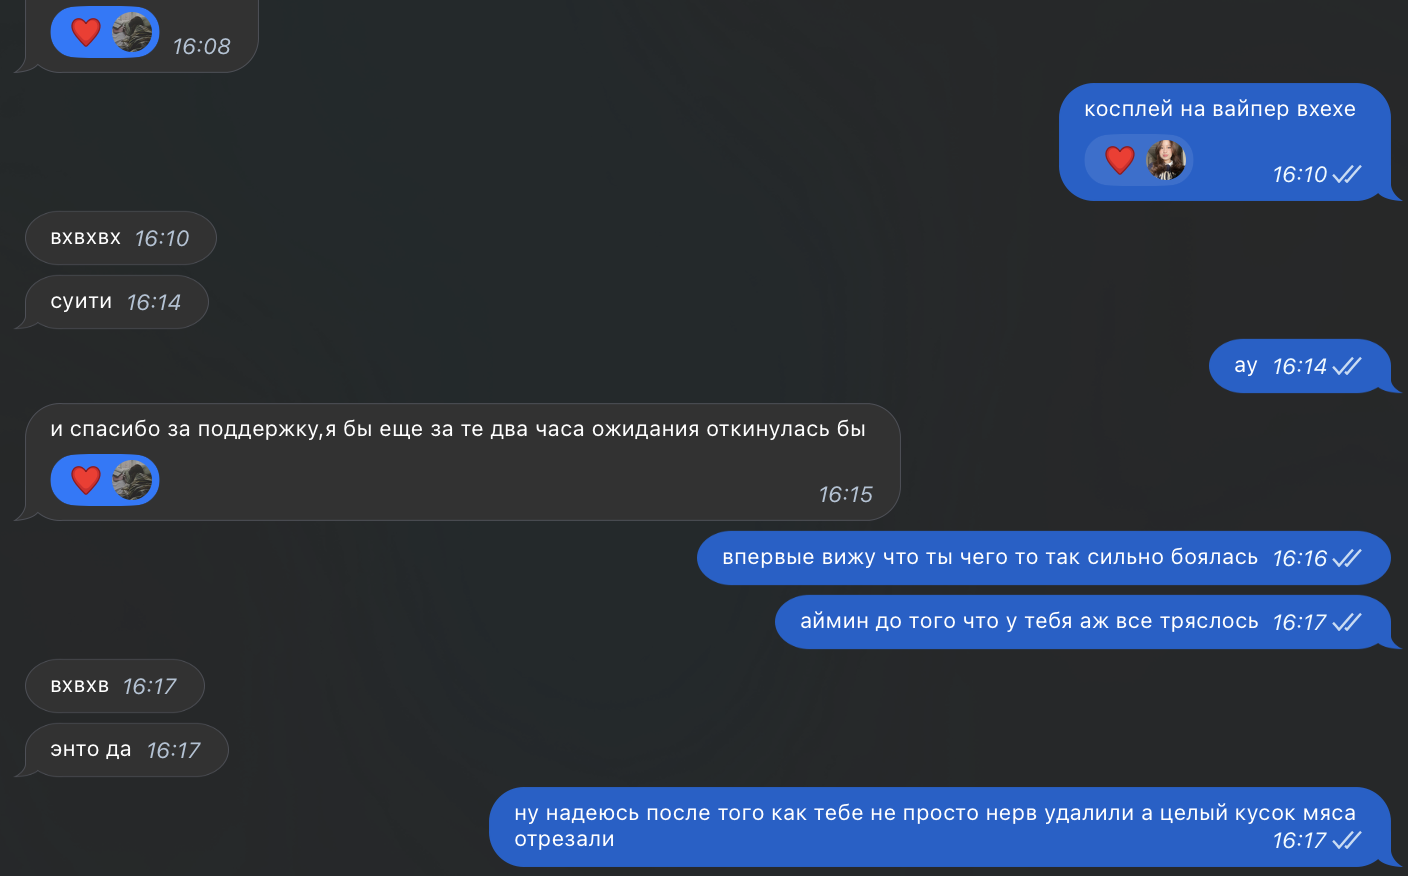 16:08
косплей на вайпер вхехе
16:10
вхвхвх 16:10
суити 16:14
ау 16:14
и спасибо за поддержку,я бы еще за те два часа ожидания откинулась бы
16:15
впервые вижу что ты чего то так сильно боялась 16:16
аймин до того что у тебя аж все тряслось 16:17
вхвхв 16:17
энто да 16:17
ну надеюсь после того как тебе не просто нерв удалили а целый кусок мяса
отрезали 16:17